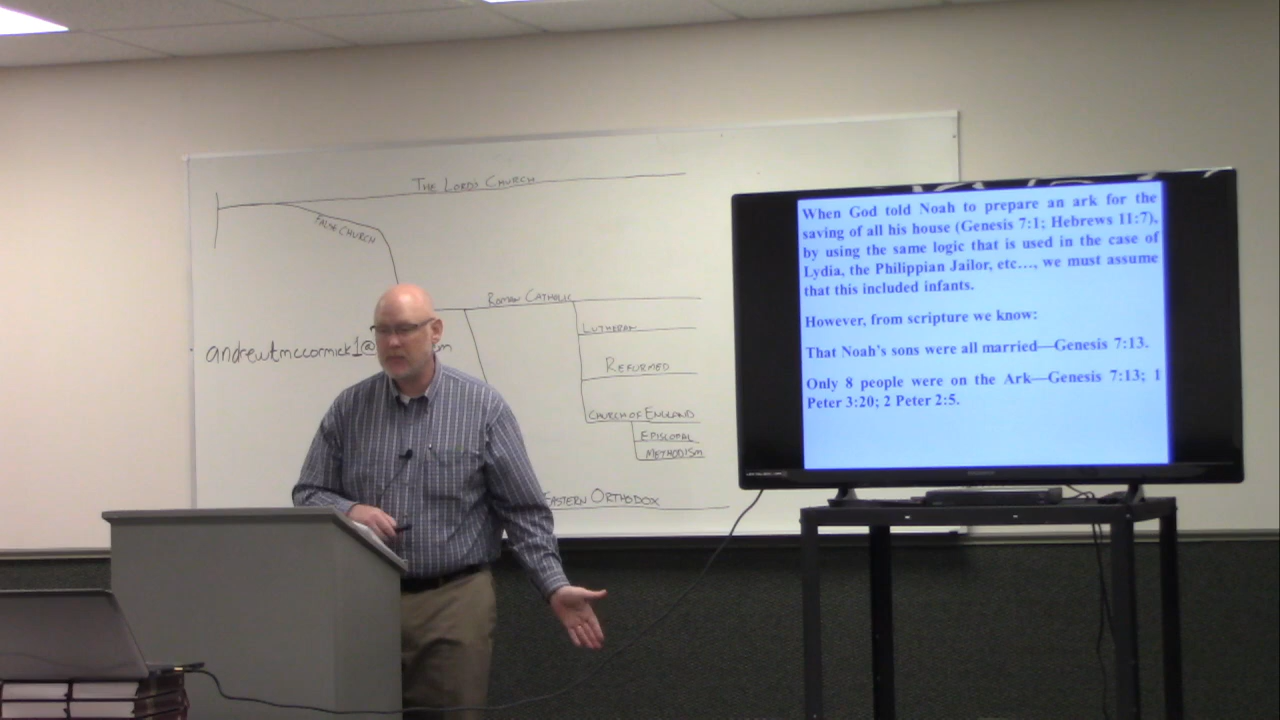 THE LORDS CHURCH
FALSE CHURCH
ROMAN CATHOLIC
LUTHERAN
REFORMED
CHURCH OF ENGLAND
EPISCOPAL
METHODISM
EASTERN ORTHODOX
andrewtmccormick1@
When God told Noah to prepare an ark for the
saving of all his house (Genesis 7:1; Hebrews 11:7),
by using the same logic that is used in the case of
Lydia, the Philippian Jailor, etc…, we must assume
that this included infants.
However, from scripture we know:
That Noah's sons were all married—Genesis 7:13.
Only 8 people were on the Ark—Genesis 7:13; 1
Peter 3:20; 2 Peter 2:5.